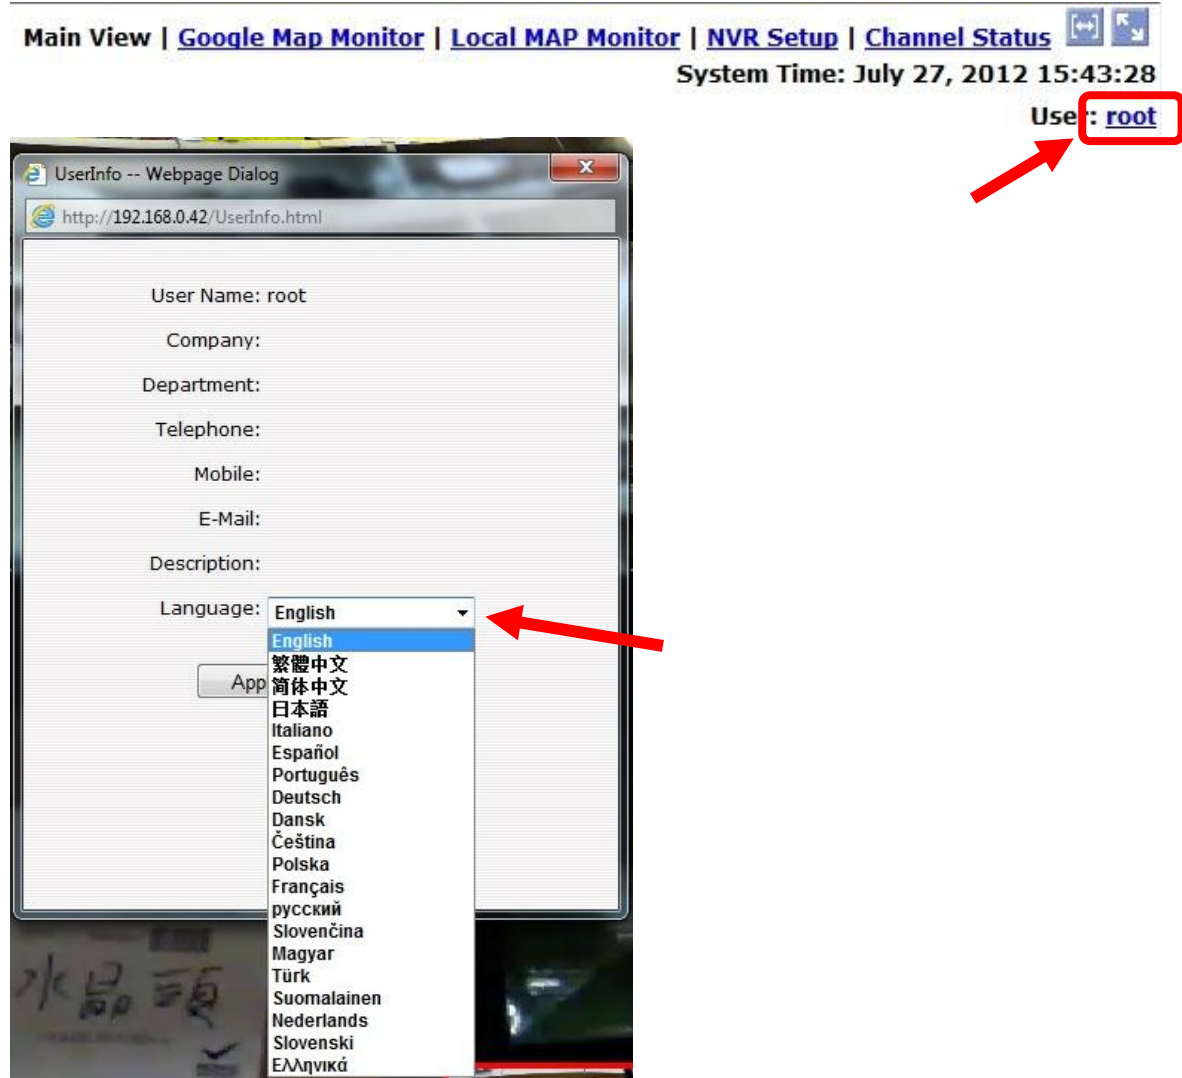 Main View | Google Map Monitor | Local MAP Monitor | NVR Setup | Channel Status
System Time: July 27, 2012 15:43:28
User: root
UserInfo -- Webpage Dialog
http://192.168.0.42/UserInfo.html
User Name: root
Company:
Department:
Telephone:
Mobile:
E-Mail:
Description:
Language: English
English
繁體中文
App
简体中文
日本語
Italiano
Español
Português
Deutsch
Dansk
Čeština
Polska
Français
русский
Slovenčina
Magyar
Türk
Suomalainen
Nederlands
Slovenski
Ελληνικά
水晶頭